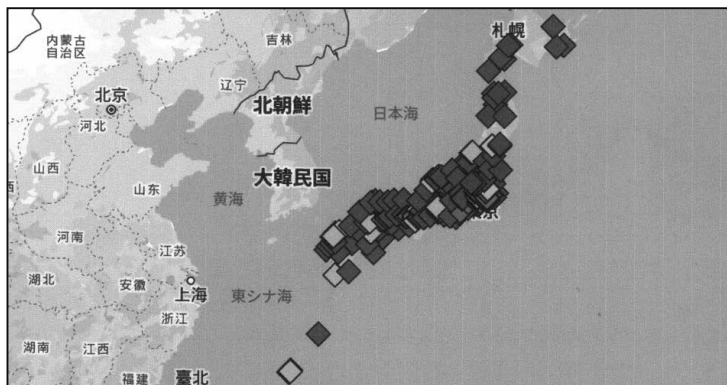 札幌
内蒙古
自治区
吉林
辽宁
北京
北朝鮮
河北
日本海
山西
大韓民国
山东
黄海
河南
江苏
湖北
安徽
上海
東シナ海
浙江
湖南
江西
福建
臺北